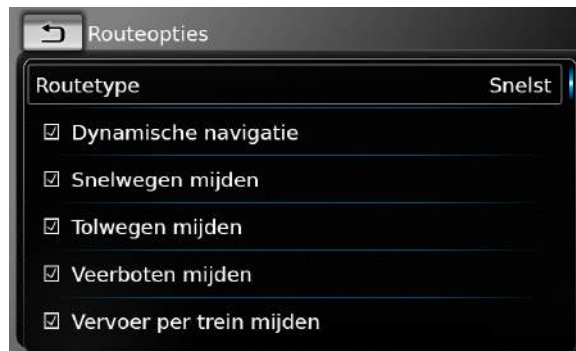 Routeopties
Routetype Snelst
Dynamische navigatie
Snelwegen mijden
Tolwegen mijden
Veerboten mijden
Vervoer per trein mijden